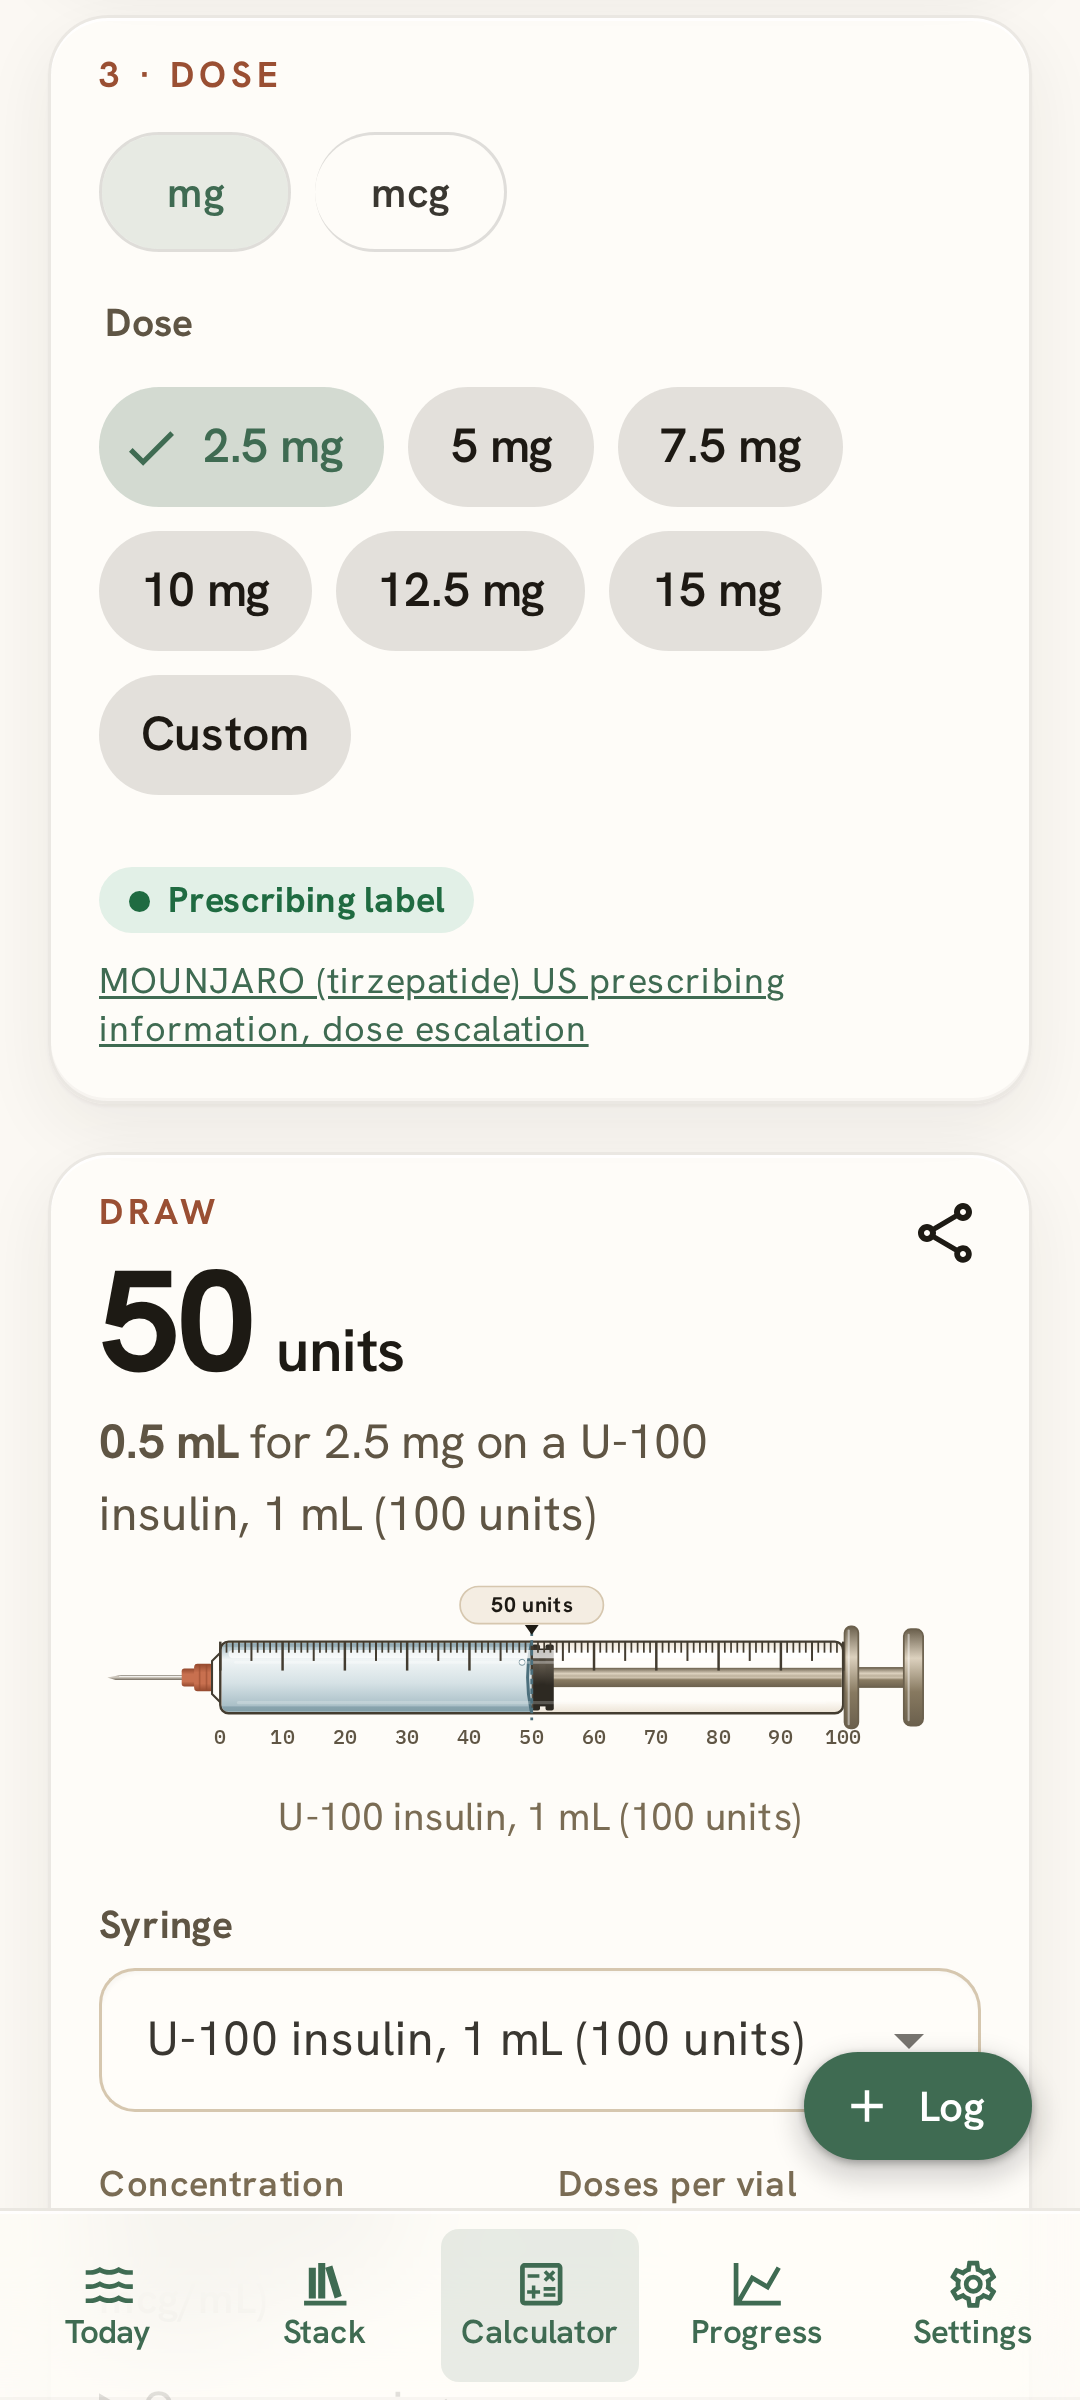 3 · DOSE
mg
mcg
Dose
2.5 mg
5 mg
7.5 mg
10 mg
12.5 mg
15 mg
Custom
Prescribing label
MOUNJARO (tirzepatide) US prescribing
information, dose escalation
DRAW
50 units
0.5 mL for 2.5 mg on a U-100
insulin, 1 mL (100 units)
50 units
0 10 20 30 40 50 60 70 80 90 100
U-100 insulin, 1 mL (100 units)
Syringe
U-100 insulin, 1 mL (100 units)
+ Log
Concentration
Doses per vial
Today
Stack
Calculator
Progress
Settings